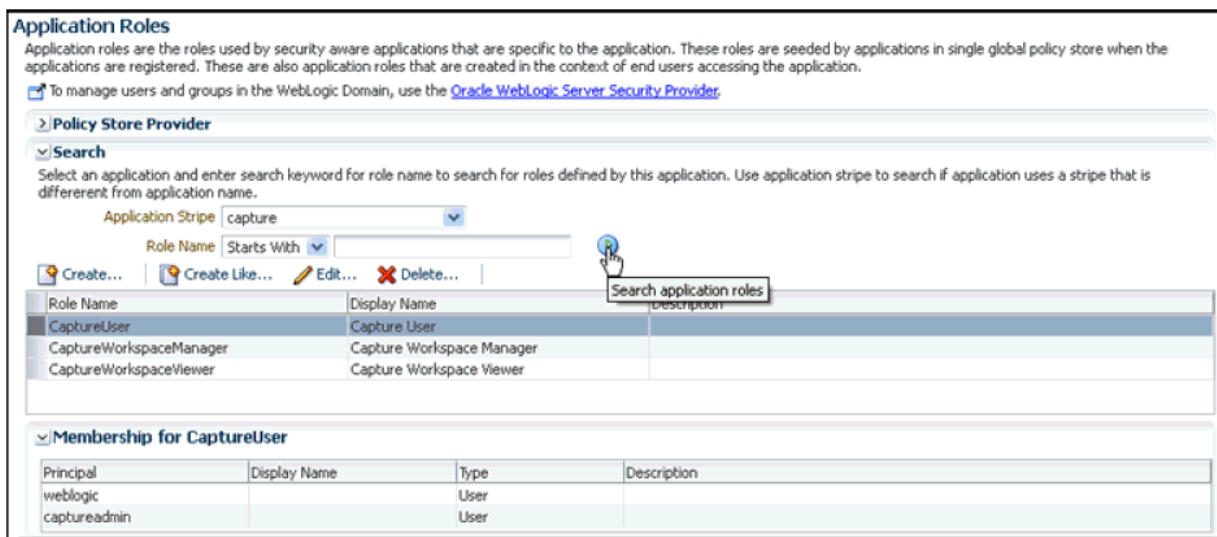 Application Roles
Application roles are the roles used by security aware applications that are specific to the application. These roles are seeded by applications in single global policy store when the
applications are registered. These are also application roles that are created in the context of end users accessing the application.
To manage users and groups in the WebLogic Domain, use the Oracle WebLogic Server Security Provider.
Policy Store Provider
Search
Select an application and enter search keyword for role name to search for roles defined by this application. Use application stripe to search if application uses a stripe that is
differerent from application name.
Application Stripe capture
Role Name Starts With
Create... Create Like... Edit... Delete...
Search application roles
Role Name Display Name Description
CaptureUser Capture User
CaptureWorkspaceManager Capture Workspace Manager
CaptureWorkspaceViewer Capture Workspace Viewer
Membership for CaptureUser
Principal Display Name Type Description
weblogic User
captureadmin User